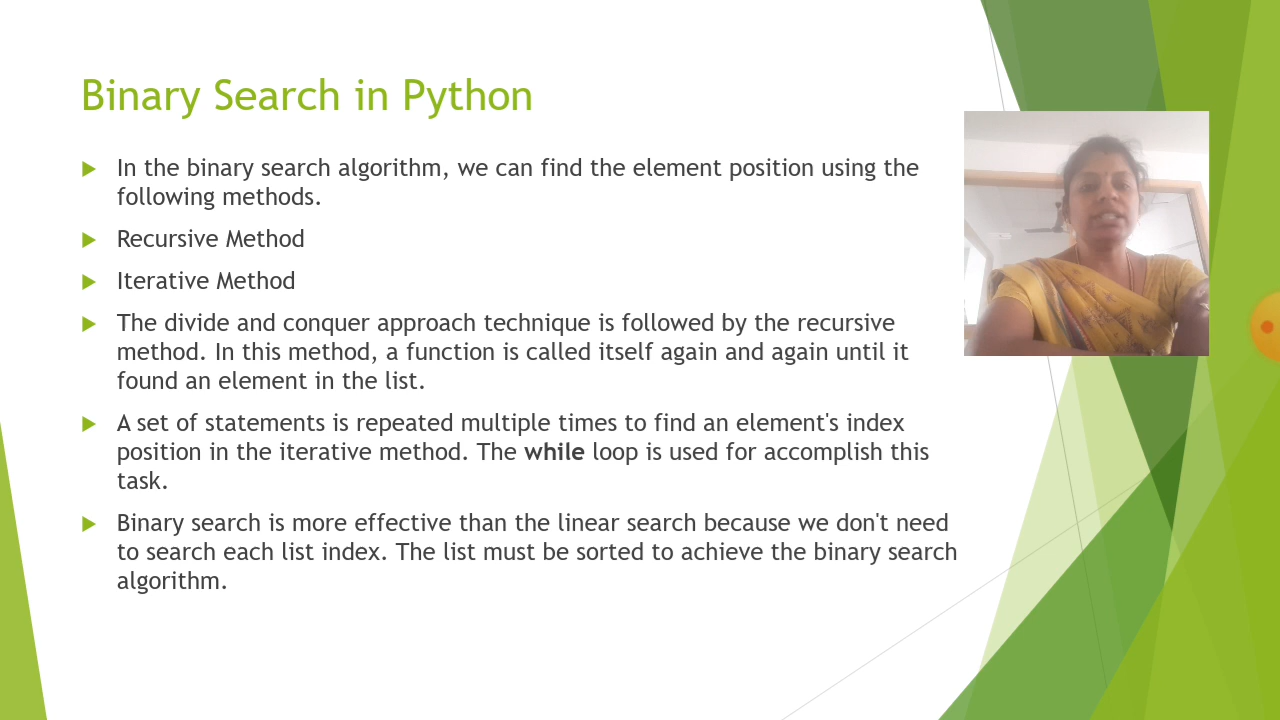 Binary Search in Python
In the binary search algorithm, we can find the element position using the
following methods.
Recursive Method
Iterative Method
The divide and conquer approach technique is followed by the recursive
method. In this method, a function is called itself again and again until it
found an element in the list.
A set of statements is repeated multiple times to find an element's index
position in the iterative method. The while loop is used for accomplish this
task.
Binary search is more effective than the linear search because we don't need
to search each list index. The list must be sorted to achieve the binary search
algorithm.